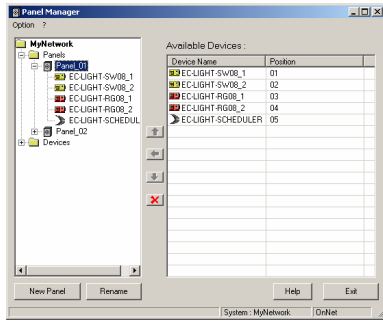 Panel Manager
Option ?
MyNetwork
Panels
Panel_01
EC-LIGHT-SW08_1
EC-LIGHT-SW08_2
EC-LIGHT-RG08_1
EC-LIGHT-RG08_2
EC-LIGHT-SCHEDUL
Panel_02
Devices
Available Devices :
Device Name Position
EC-LIGHT-SW08_1 01
EC-LIGHT-SW08_2 02
EC-LIGHT-RG08_1 03
EC-LIGHT-RG08_2 04
EC-LIGHT-SCHEDULER 05
New Panel Rename Help Exit
System : MyNetwork OnNet